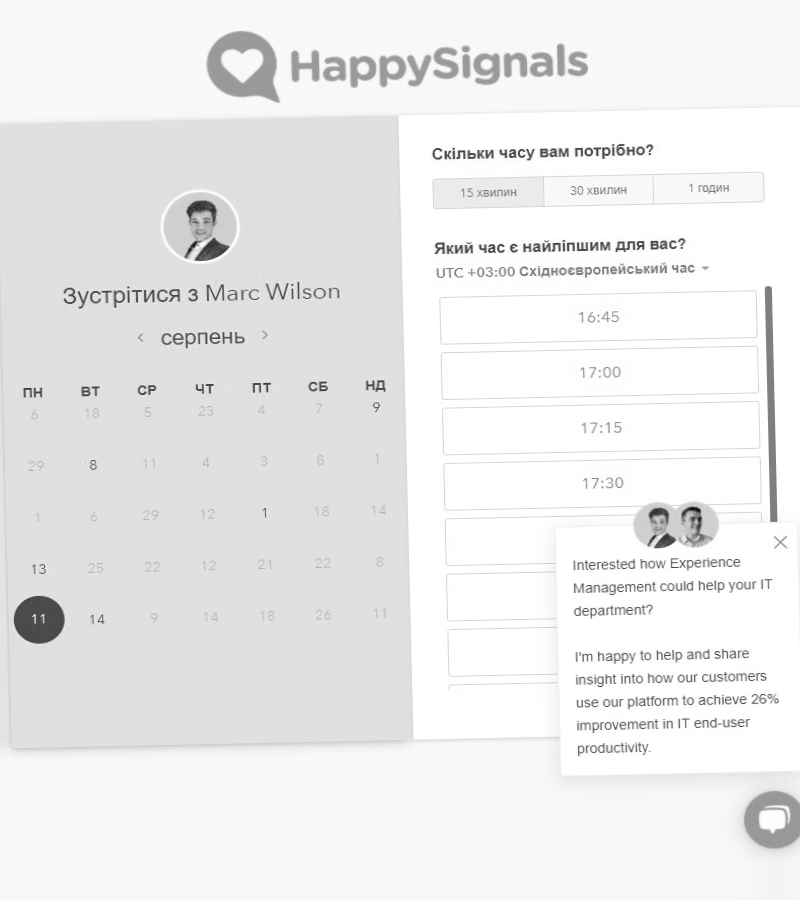 HappySignals
Зустрітися з Marc Wilson
серпень
ПН ВТ СР ЧТ ПТ СБ НД
6 18 5 23 4 7 9
29 8 11 4 3 8 1
1 6 29 12 1 18 14
13 25 22 12 21 22 8
11 14 9 14 18 26 11
Скільки часу вам потрібно?
15 хвилин 30 хвилин 1 годин
Який час є найліпшим для вас?
UTC +03:00 Східноєвропейський час
16:45
17:00
17:15
17:30
Interested how Experience
Management could help your IT
department?
I'm happy to help and share
insight into how our customers
use our platform to achieve 26%
improvement in IT end-user
productivity.